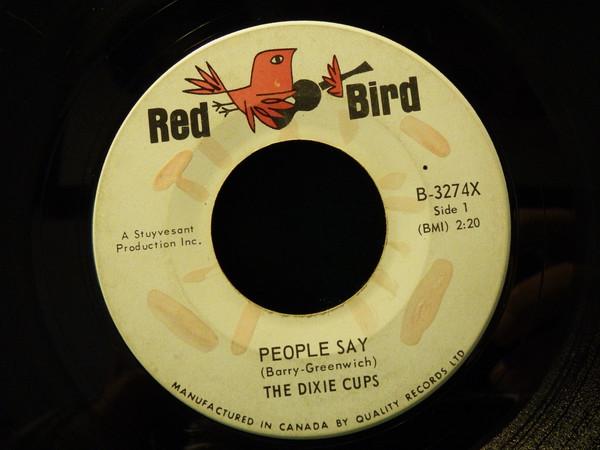 Red Bird
B-3274X
Side 1
(BMI) 2:20
A Stuyvesant
Production Inc.
PEOPLE SAY
(Barry-Greenwich)
THE DIXIE CUPS
MANUFACTURED IN CANADA BY QUALITY RECORDS LTD